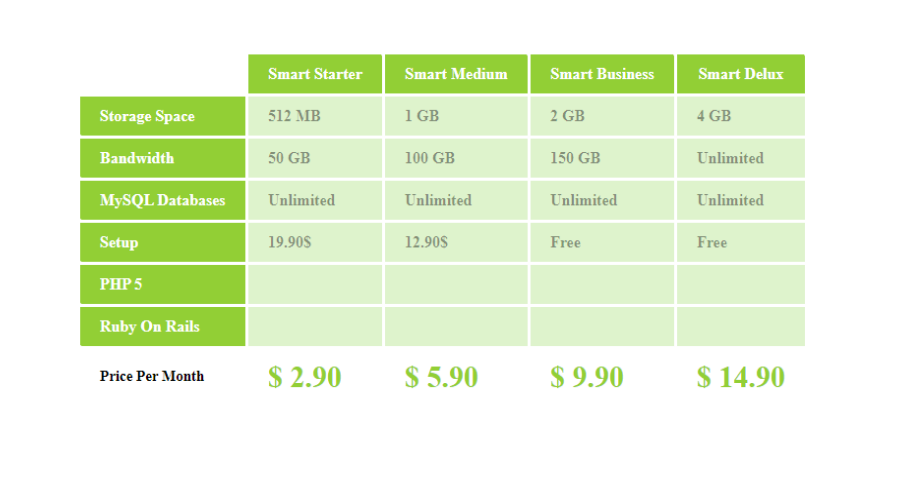 Smart Starter Smart Medium Smart Business Smart Delux
Storage Space 512 MB 1 GB 2 GB 4 GB
Bandwidth 50 GB 100 GB 150 GB Unlimited
MySQL Databases Unlimited Unlimited Unlimited Unlimited
Setup 19.90$ 12.90$ Free Free
PHP 5
Ruby On Rails
Price Per Month $ 2.90 $ 5.90 $ 9.90 $ 14.90